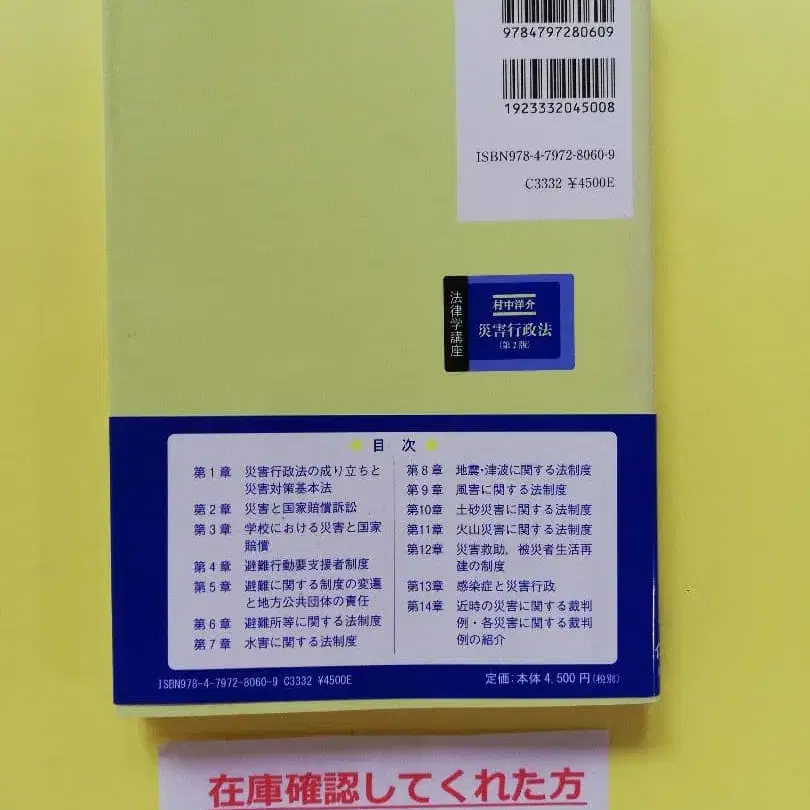 9784797280609
1923332045008
ISBN978-4-7972-8060-9
C3332 ¥4500E
法律学講座
村中洋介
災害行政法
(第2版)
目 次
第1章 災害行政法の成り立ちと
災害対策基本法
第2章 災害と国家賠償訴訟
第3章 学校における災害と国家
賠償
第4章 避難行動要支援者制度
第5章 避難に関する制度の変遷
と地方公共団体の責任
第6章 避難所等に関する法制度
第7章 水害に関する法制度
第8章 地震・津波に関する法制度
第9章 風害に関する法制度
第10章 土砂災害に関する法制度
第11章 火山災害に関する法制度
第12章 災害救助，被災者生活再
建の制度
第13章 感染症と災害行政
第14章 近時の災害に関する裁判
例・各災害に関する裁判
例の紹介
ISBN978-4-7972-8060-9 C3332 ¥4500E
定価：本体4,500円（税別）
在庫確認してくれた方